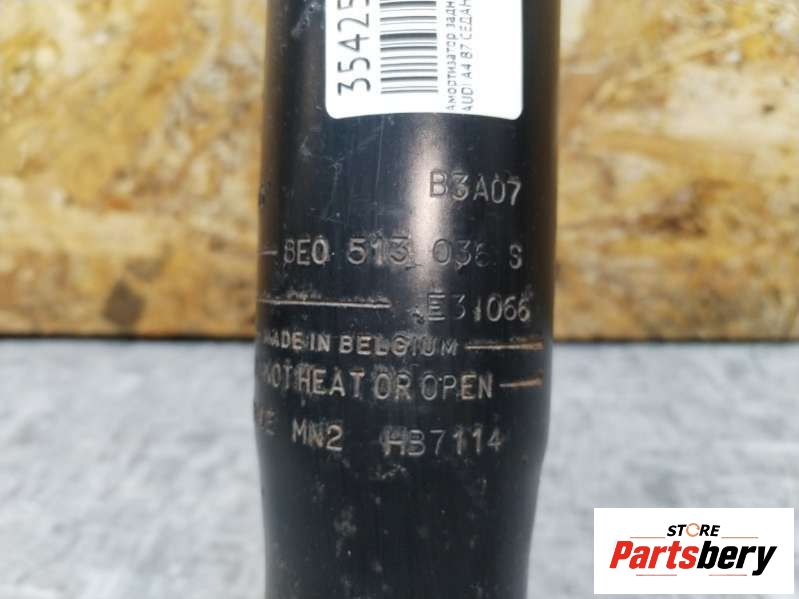 35425
Амортизатор задн
AUDI A4 B7 СЕДАН
B3A07
8E0 513 036 S
E31066
MADE IN BELGIUM
NOT HEAT OR OPEN
MN2 HB7114
STORE
Partsbery